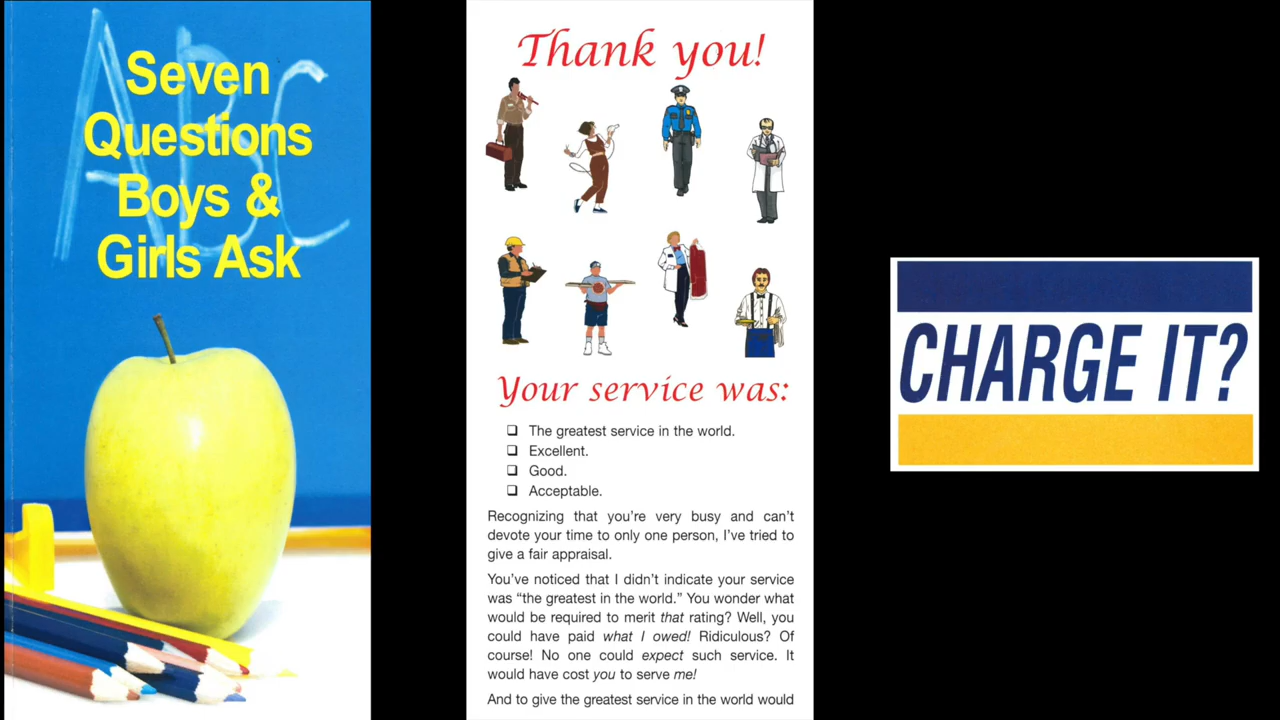 ABC
Seven
Questions
Boys &
Girls Ask
Thank you!
Your service was:
❑ The greatest service in the world.
❑ Excellent.
❑ Good.
❑ Acceptable.
Recognizing that you're very busy and can't
devote your time to only one person, I've tried to
give a fair appraisal.
You've noticed that I didn't indicate your service
was “the greatest in the world.” You wonder what
would be required to merit that rating? Well, you
could have paid what I owed! Ridiculous? Of
course! No one could expect such service. It
would have cost you to serve me!
And to give the greatest service in the world would
CHARGE IT?